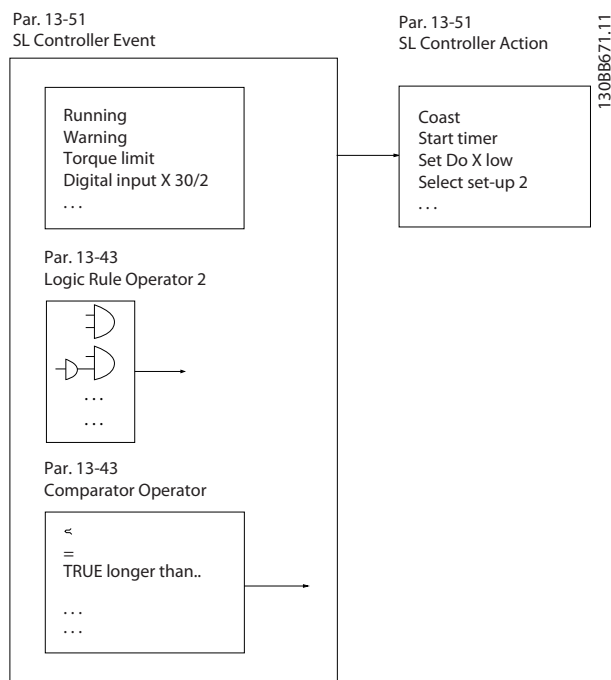 Par. 13-51
SL Controller Event
Par. 13-51
SL Controller Action
130BB671.11
Running
Warning
Torque limit
Digital input X 30/2
. . .
Coast
Start timer
Set Do X low
Select set-up 2
. . .
Par. 13-43
Logic Rule Operator 2
. . .
. . .
Par. 13-43
Comparator Operator
=
TRUE longer than..
. . .
. . .